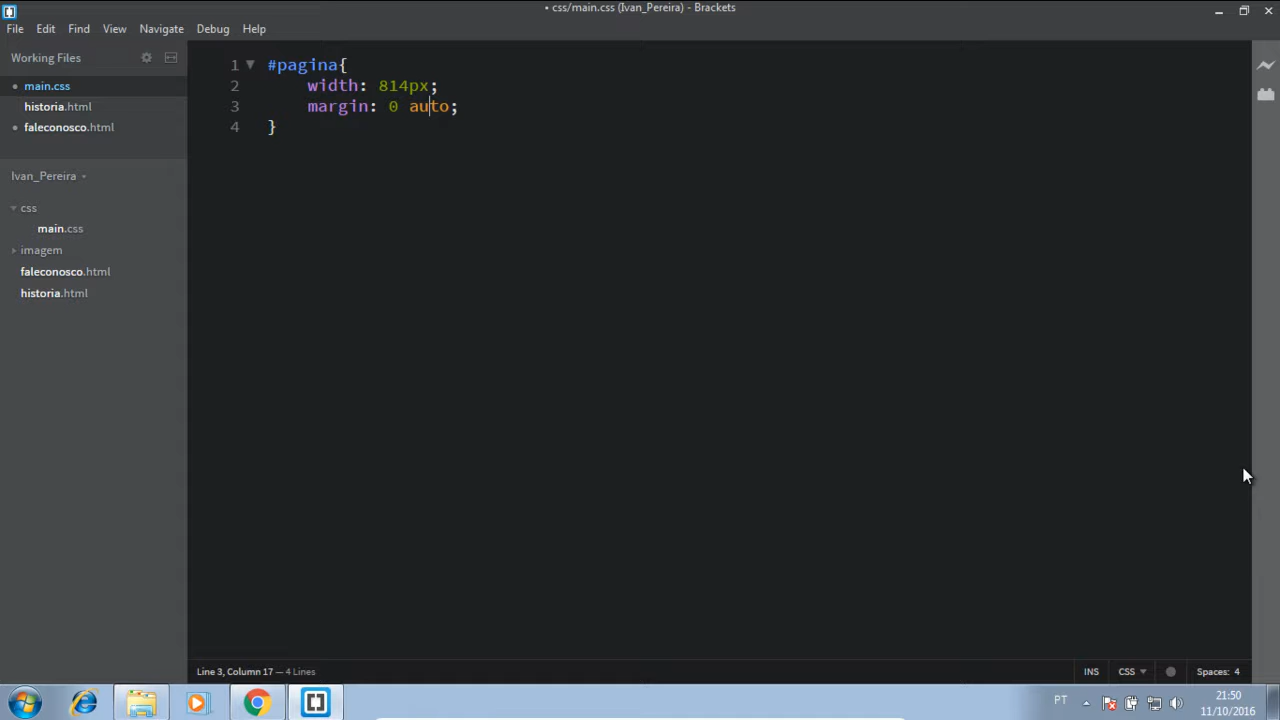 • css/main.css (Ivan_Pereira) - Brackets
File Edit Find View Navigate Debug Help
Working Files
main.css
historia.html
faleconosco.html
Ivan_Pereira
css
main.css
imagem
faleconosco.html
historia.html
1 #pagina{
2 width: 814px;
3 margin: 0 auto;
4 }
Line 3, Column 17 — 4 Lines
INS CSS Spaces: 4
PT 21:50
11/10/2016